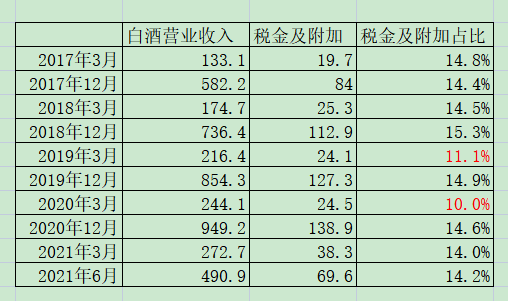 白酒营业收入 税金及附加 税金及附加占比
2017年3月 133.1 19.7 14.8%
2017年12月 582.2 84 14.4%
2018年3月 174.7 25.3 14.5%
2018年12月 736.4 112.9 15.3%
2019年3月 216.4 24.1 11.1%
2019年12月 854.3 127.3 14.9%
2020年3月 244.1 24.5 10.0%
2020年12月 949.2 138.9 14.6%
2021年3月 272.7 38.3 14.0%
2021年6月 490.9 69.6 14.2%